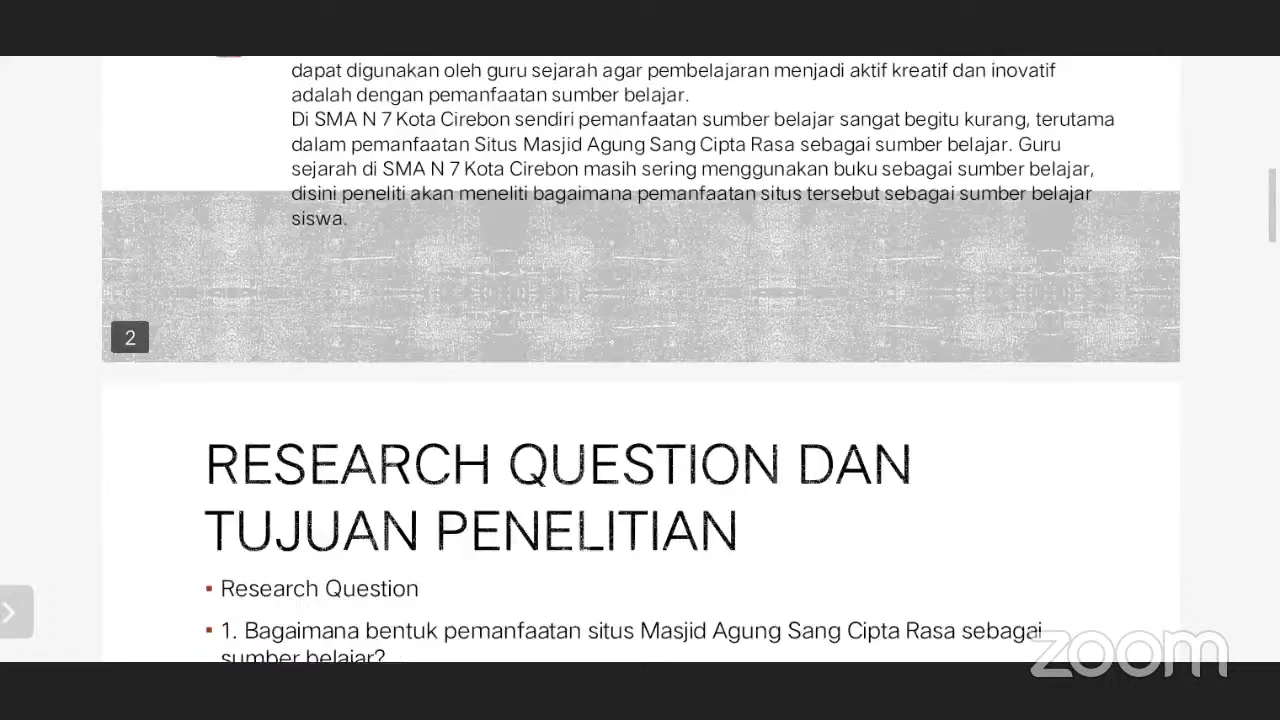 dapat digunakan oleh guru sejarah agar pembelajaran menjadi aktif kreatif dan inovatif
adalah dengan pemanfaatan sumber belajar.
Di SMA N 7 Kota Cirebon sendiri pemanfaatan sumber belajar sangat begitu kurang, terutama
dalam pemanfaatan Situs Masjid Agung Sang Cipta Rasa sebagai sumber belajar. Guru
sejarah di SMA N 7 Kota Cirebon masih sering menggunakan buku sebagai sumber belajar,
disini peneliti akan meneliti bagaimana pemanfaatan situs tersebut sebagai sumber belajar
siswa.
2
RESEARCH QUESTION DAN
TUJUAN PENELITIAN
▪ Research Question
▪ 1. Bagaimana bentuk pemanfaatan situs Masjid Agung Sang Cipta Rasa sebagai
sumber belajar?
zoom